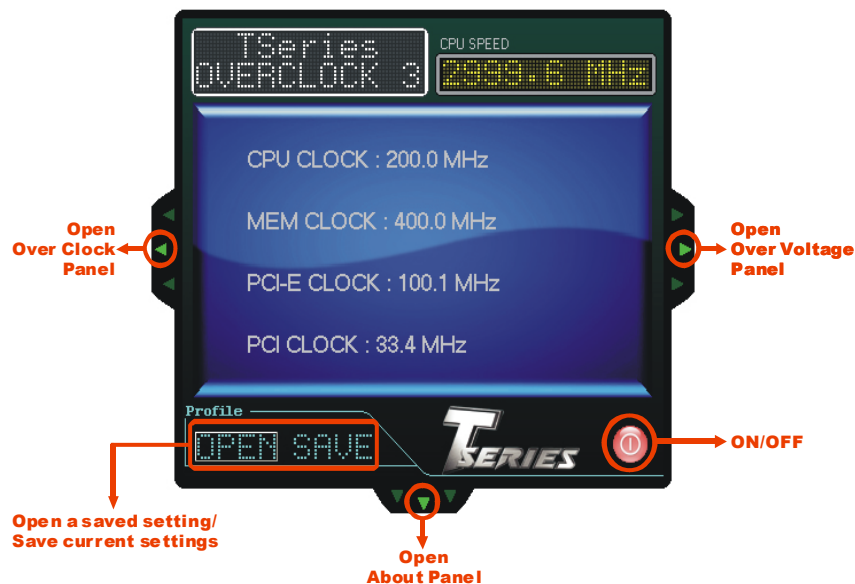 TSeries
OVERCLOCK 3
CPU SPEED
2999.6 MHz
CPU CLOCK : 200.0 MHz
MEM CLOCK : 400.0 MHz
PCI-E CLOCK : 100.1 MHz
PCI CLOCK : 33.4 MHz
Open
Over Clock
Panel
Open
Over Voltage
Panel
Profile
OPEN SAVE
TSERIES
ON/OFF
Open a saved setting/
Save current settings
Open
About Panel